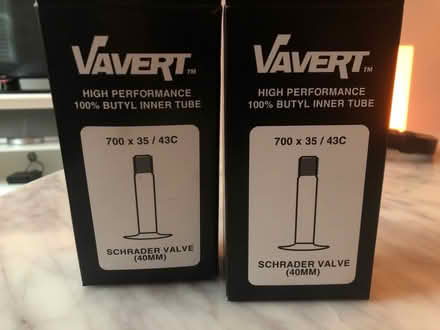 VAVERT™
HIGH PERFORMANCE
100% BUTYL INNER TUBE
700 x 35 / 43C
SCHRADER VALVE
(40MM)
VAVERT™
HIGH PERFORMANCE
100% BUTYL INNER TUBE
700 x 35 / 43C
SCHRADER VALVE
(40MM)